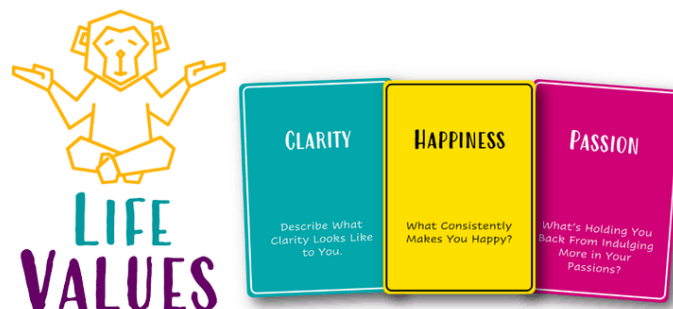 LIFE
VALUES
CLARITY
Describe What
Clarity Looks Like
to You.
HAPPINESS
What Consistently
Makes You Happy?
PASSION
What's Holding You
Back From Indulging
More in Your
Passions?